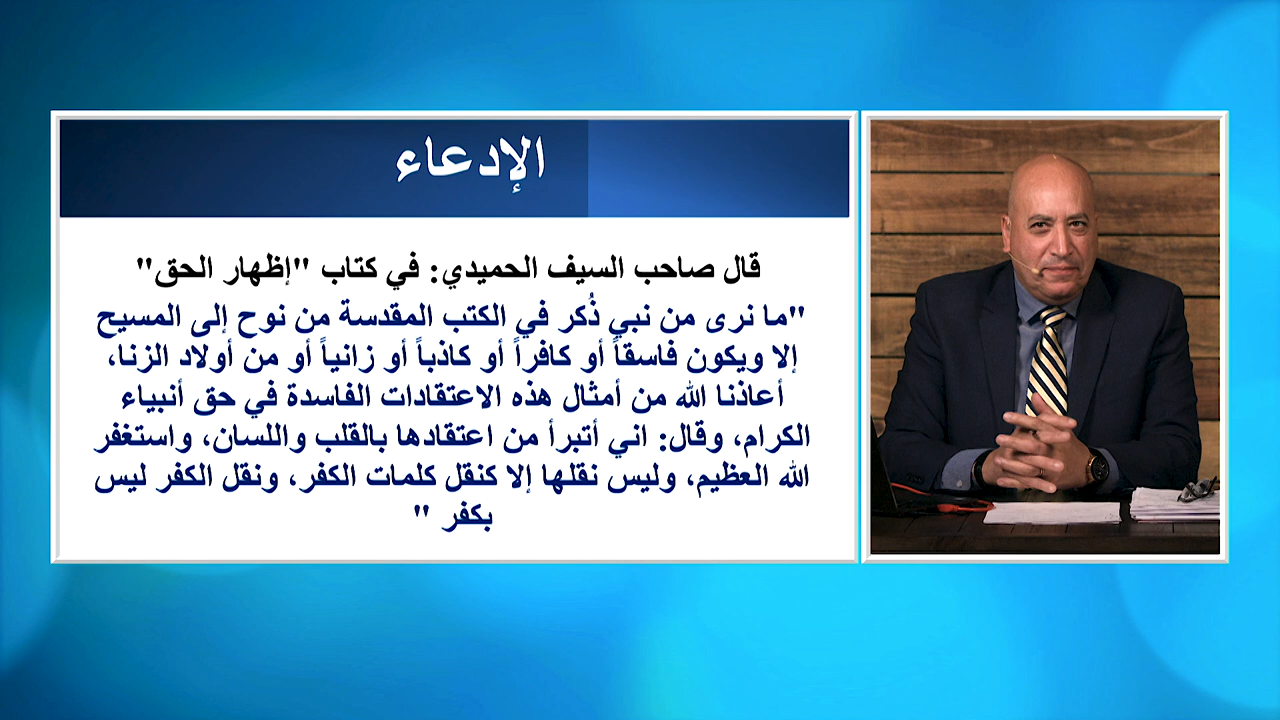 الإدعاء
قال صاحب السيف الحميدي: في كتاب "إظهار الحق"
"ما نرى من نبي ذُكر في الكتب المقدسة من نوح إلى المسيح
إلا ويكون فاسقاً أو كافراً أو كاذباً أو زانياً أو من أولاد الزنا،
أعاذنا الله من أمثال هذه الاعتقادات الفاسدة في حق أنبياء
الكرام، وقال: اني أتبرأ من اعتقادها بالقلب واللسان، واستغفر
الله العظيم، وليس نقلها إلا كنقل كلمات الكفر، ونقل الكفر ليس
بكفر "